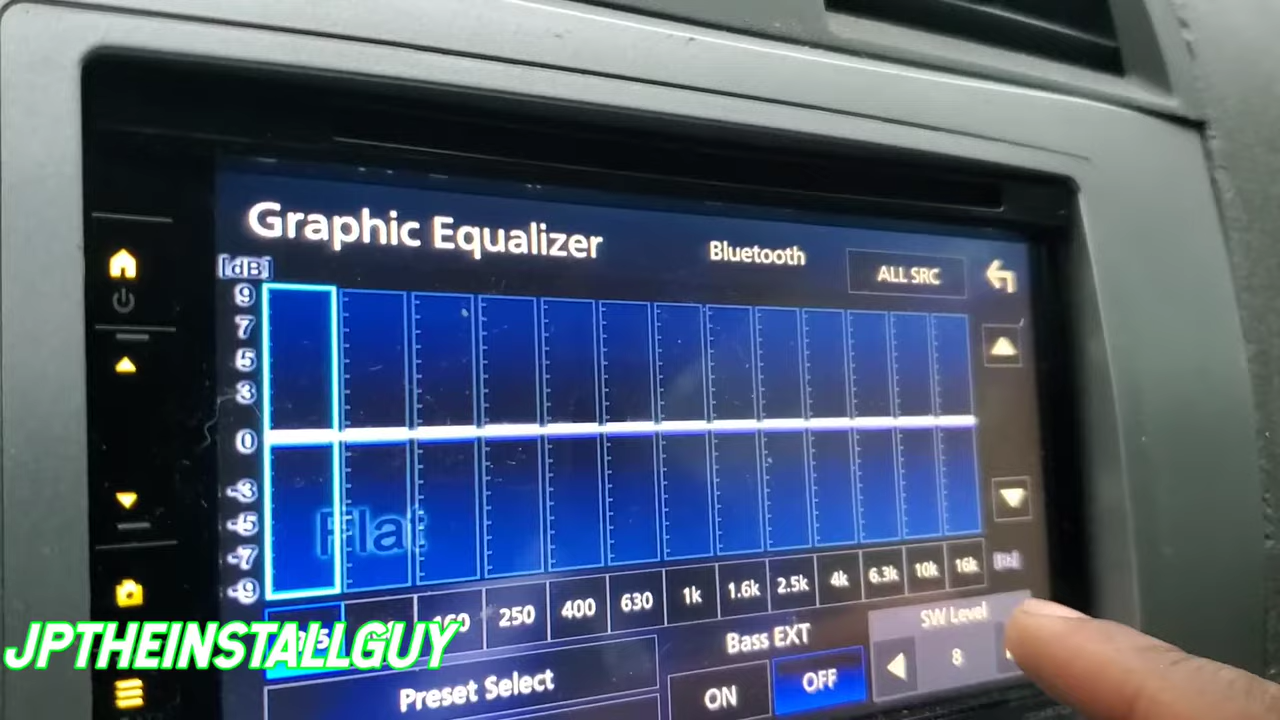 Graphic Equalizer
Bluetooth
ALL SRC
[dB]
9
7
5
3
0
-3
-5
-7
-9
Flat
250 400 630 1k 1.6k 2.5k 4k 6.3k 10k 16k [Hz]
JPTHEINSTALLGUY
Preset Select
Bass EXT
ON OFF
SW Level
8